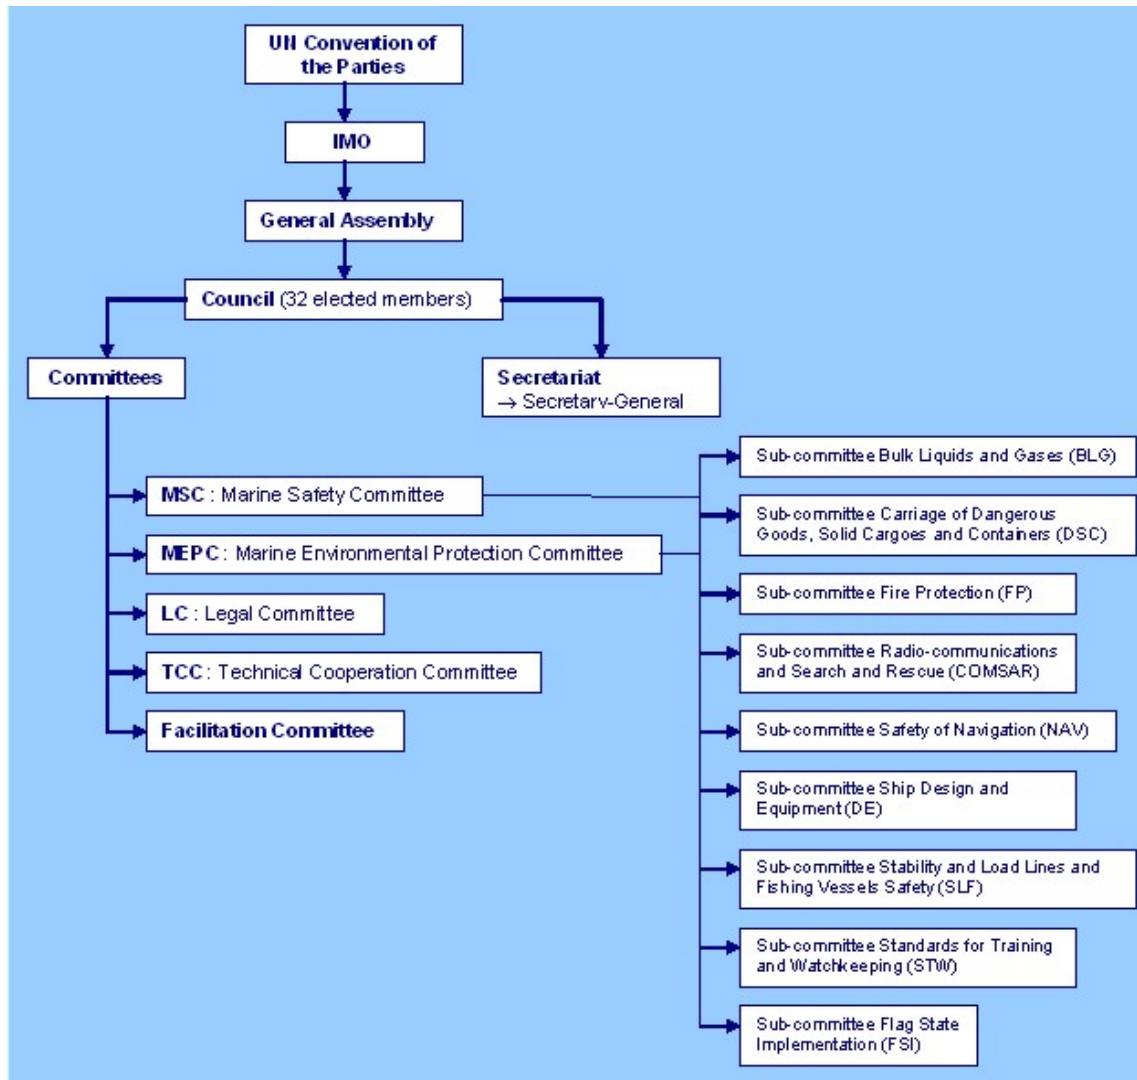 UN Convention of
the Parties
IMO
General Assembly
Council (32 elected members)
Committees
Secretariat
→ Secretary-General
MSC : Marine Safety Committee
MEPC : Marine Environmental Protection Committee
LC : Legal Committee
TCC : Technical Cooperation Committee
Facilitation Committee
Sub-committee Bulk Liquids and Gases (BLG)
Sub-committee Carriage of Dangerous
Goods, Solid Cargoes and Containers (DSC)
Sub-committee Fire Protection (FP)
Sub-committee Radio-communications
and Search and Rescue (COMSAR)
Sub-committee Safety of Navigation (NAV)
Sub-committee Ship Design and
Equipment (DE)
Sub-committee Stability and Load Lines and
Fishing Vessels Safety (SLF)
Sub-committee Standards for Training
and Watchkeeping (STW)
Sub-committee Flag State
Implementation (FSI)